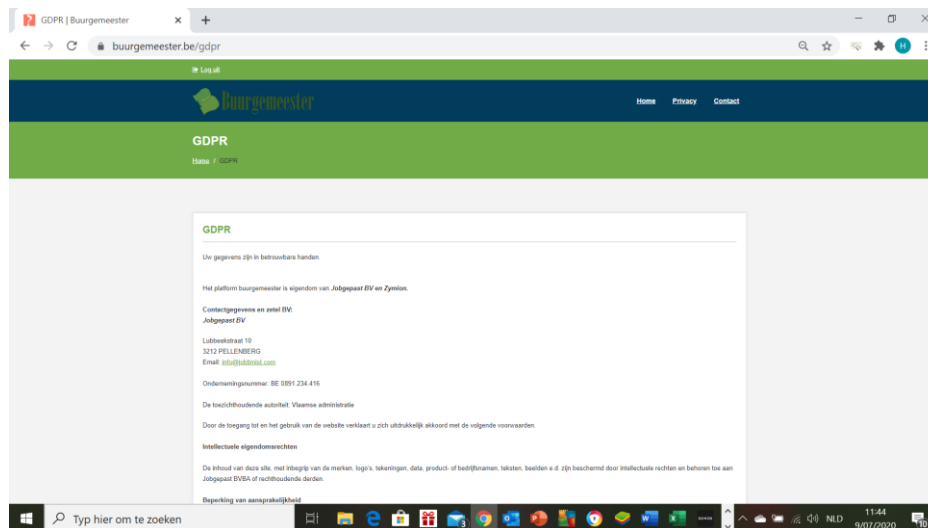 GDPR | Buurgemeester
buurgemeester.be/gdpr
H
Log uit
Buurgemeester
Home Privacy Contact
GDPR
Home / GDPR
GDPR
Uw gegevens zijn in betrouwbare handen.
Het platform buurgemeester is eigendom van Jobgepast BV en Zymion.
Contactgegevens en zetel BV:
Jobgepast BV
Lubbeekstraat 10
3212 PELLENBERG
Email:
Ondernemingsnummer: BE 0891.234.416
De toezichthoudende autoriteit: Vlaamse administratie
Door de toegang tot en het gebruik van de website verklaart u zich uitdrukkelijk akkoord met de volgende voorwaarden.
Intellectuele eigendomsrechten
De inhoud van deze site, met inbegrip van de merken, logo's, tekeningen, data, product- of bedrijfsnamen, teksten, beelden e.d. zijn beschermd door intellectuele rechten en behoren toe aan
Jobgepast BVBA of rechthoudende derden.
Beperking van aansprakelijkheid
Typ hier om te zoeken
3
NLD
11:44
9/07/2020
10